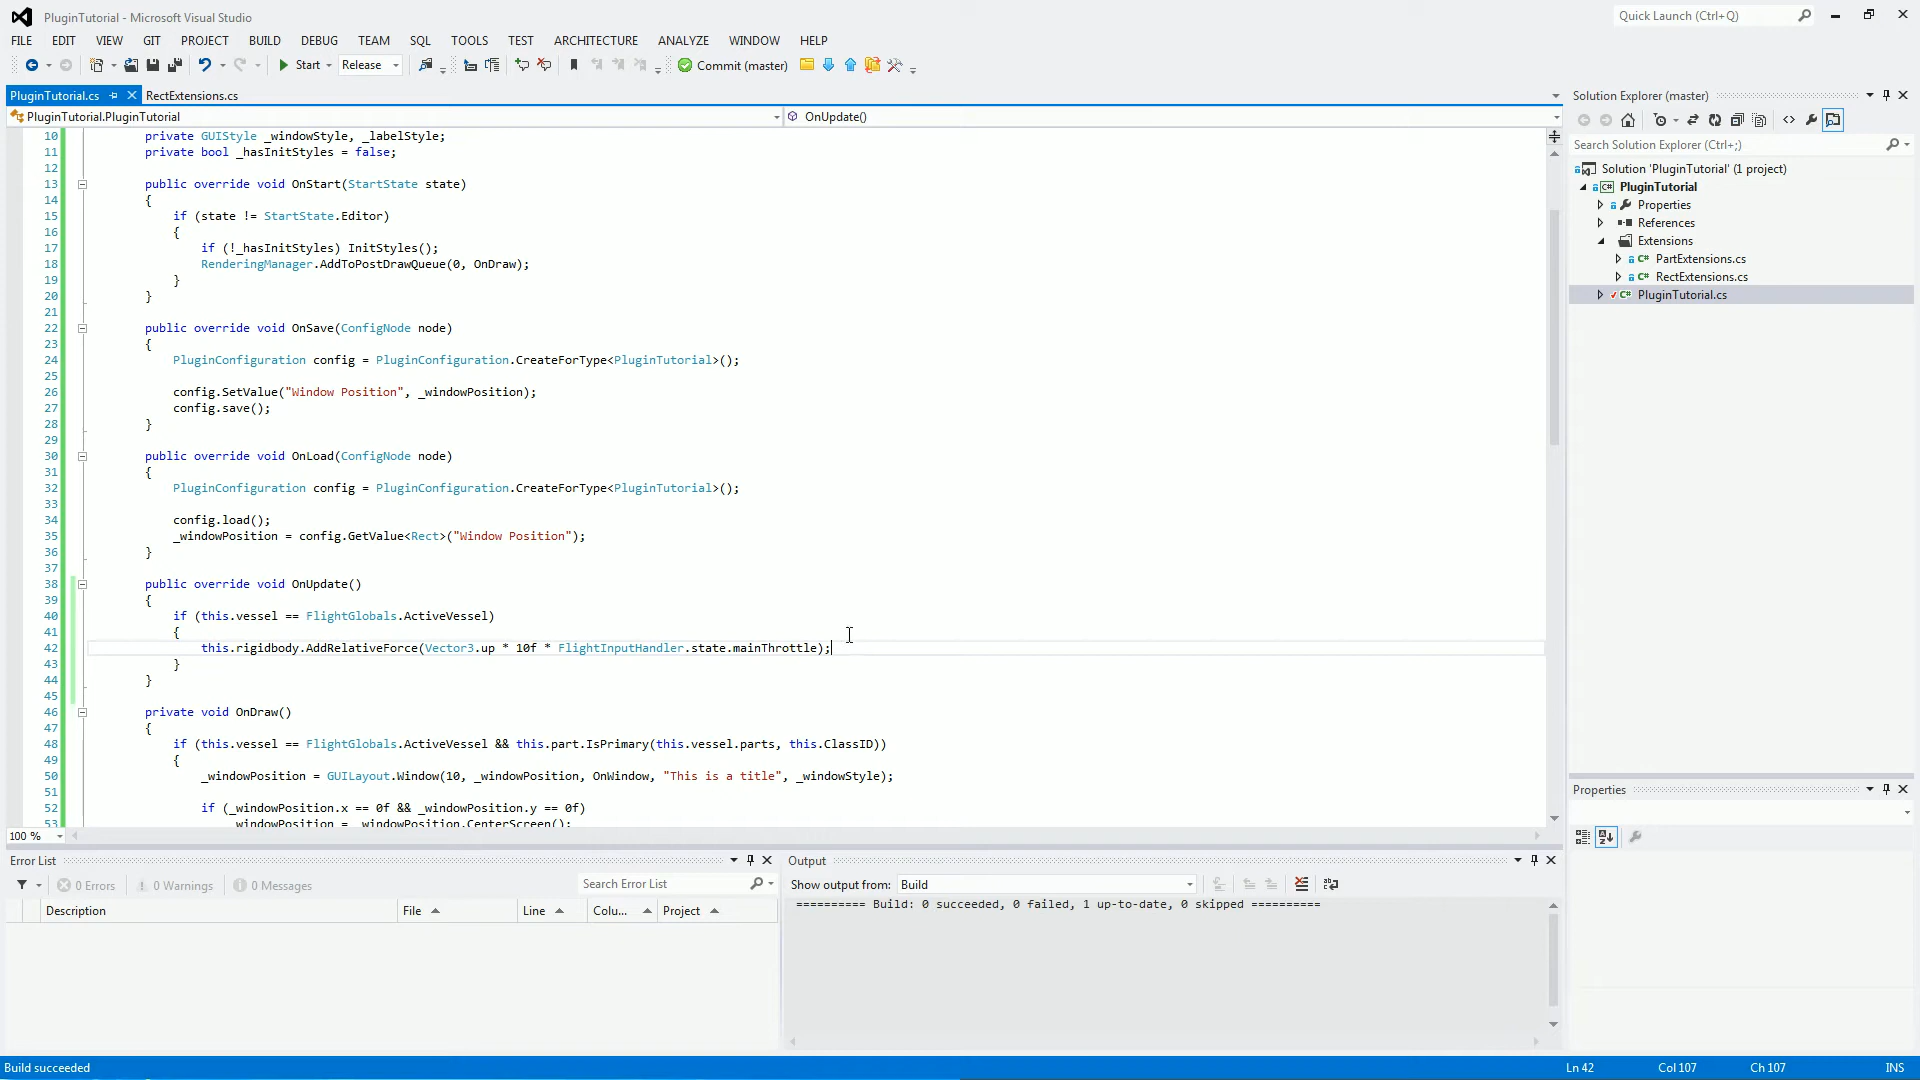 PluginTutorial - Microsoft Visual Studio
Quick Launch (Ctrl+Q)
FILE EDIT VIEW GIT PROJECT BUILD DEBUG TEAM SQL TOOLS TEST ARCHITECTURE ANALYZE WINDOW HELP
Start Release Commit (master)
PluginTutorial.cs RectExtensions.cs
PluginTutorial.PluginTutorial OnUpdate()
10 private GUIStyle _windowStyle, _labelStyle;
11 private bool _hasInitStyles = false;
12
13 public override void OnStart(StartState state)
14 {
15 if (state != StartState.Editor)
16 {
17 if (!_hasInitStyles) InitStyles();
18 RenderingManager.AddToPostDrawQueue(0, OnDraw);
19 }
20 }
21
22 public override void OnSave(ConfigNode node)
23 {
24 PluginConfiguration config = PluginConfiguration.CreateForType<PluginTutorial>();
25
26 config.SetValue("Window Position", _windowPosition);
27 config.save();
28 }
29
30 public override void OnLoad(ConfigNode node)
31 {
32 PluginConfiguration config = PluginConfiguration.CreateForType<PluginTutorial>();
33
34 config.load();
35 _windowPosition = config.GetValue<Rect>("Window Position");
36 }
37
38 public override void OnUpdate()
39 {
40 if (this.vessel == FlightGlobals.ActiveVessel)
41 {
42 this.rigidbody.AddRelativeForce(Vector3.up * 10f * FlightInputHandler.state.mainThrottle);
43 }
44 }
45
46 private void OnDraw()
47 {
48 if (this.vessel == FlightGlobals.ActiveVessel && this.part.IsPrimary(this.vessel.parts, this.ClassID))
49 {
50 _windowPosition = GUILayout.Window(10, _windowPosition, OnWindow, "This is a title", _windowStyle);
51
52 if (_windowPosition.x == 0f && _windowPosition.y == 0f)
53 _windowPosition = _windowPosition.CenterScreen();
100 %
Solution Explorer (master)
Search Solution Explorer (Ctrl+;)
Solution 'PluginTutorial' (1 project)
PluginTutorial
Properties
References
Extensions
PartExtensions.cs
RectExtensions.cs
PluginTutorial.cs
Properties
Error List
0 Errors 0 Warnings 0 Messages Search Error List
Description File Line Colu... Project
Output
Show output from: Build
========== Build: 0 succeeded, 0 failed, 1 up-to-date, 0 skipped ==========
Build succeeded Ln 42 Col 107 Ch 107 INS